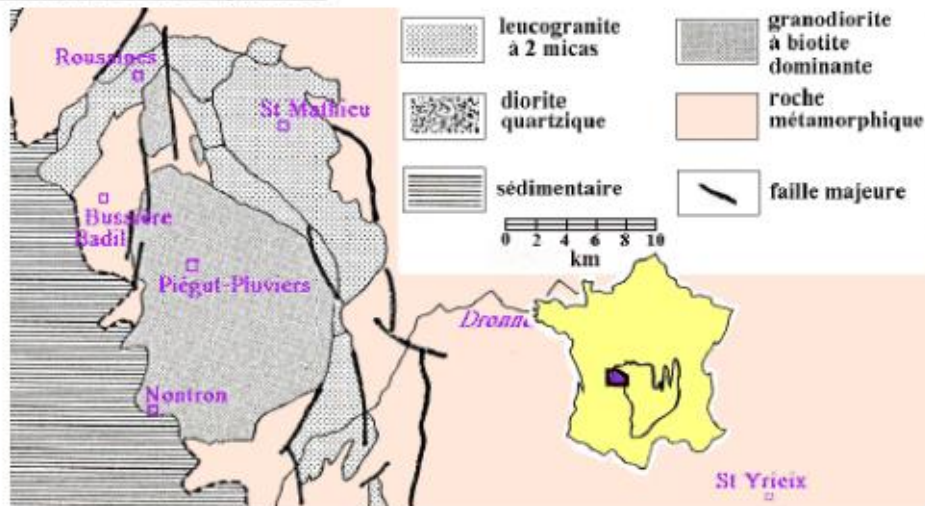 leucogranite
à 2 micas
granodiorite
à biotite
dominante
diorite
quartzique
roche
métamorphique
sédimentaire
faille majeure
0 2 4 6 8 10
km
Roussines
St Mathieu
Bussière
Badil
Piégut-Pluviers
Dronne
Nontron
St Yrieix